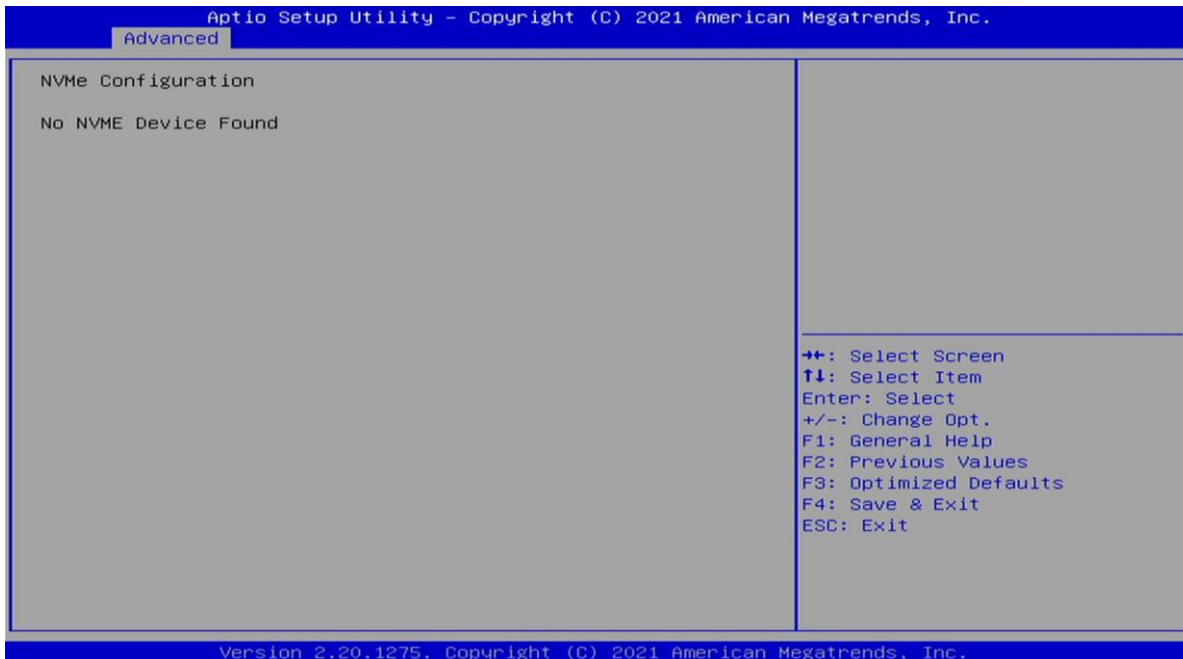 Aptio Setup Utility – Copyright (C) 2021 American Megatrends, Inc.
Advanced
NVMe Configuration
No NVME Device Found
→←: Select Screen
↑↓: Select Item
Enter: Select
+/-: Change Opt.
F1: General Help
F2: Previous Values
F3: Optimized Defaults
F4: Save & Exit
ESC: Exit
Version 2.20.1275. Copyright (C) 2021 American Megatrends, Inc.